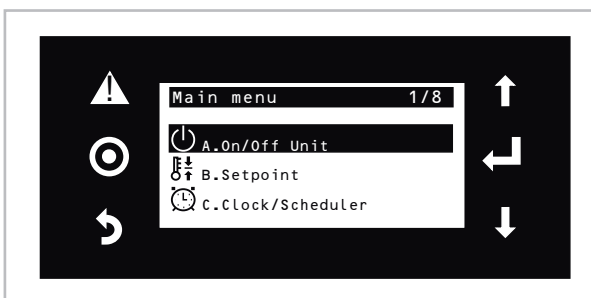 Main menu 1/8
A.On/Off Unit
B.Setpoint
C.Clock/Scheduler